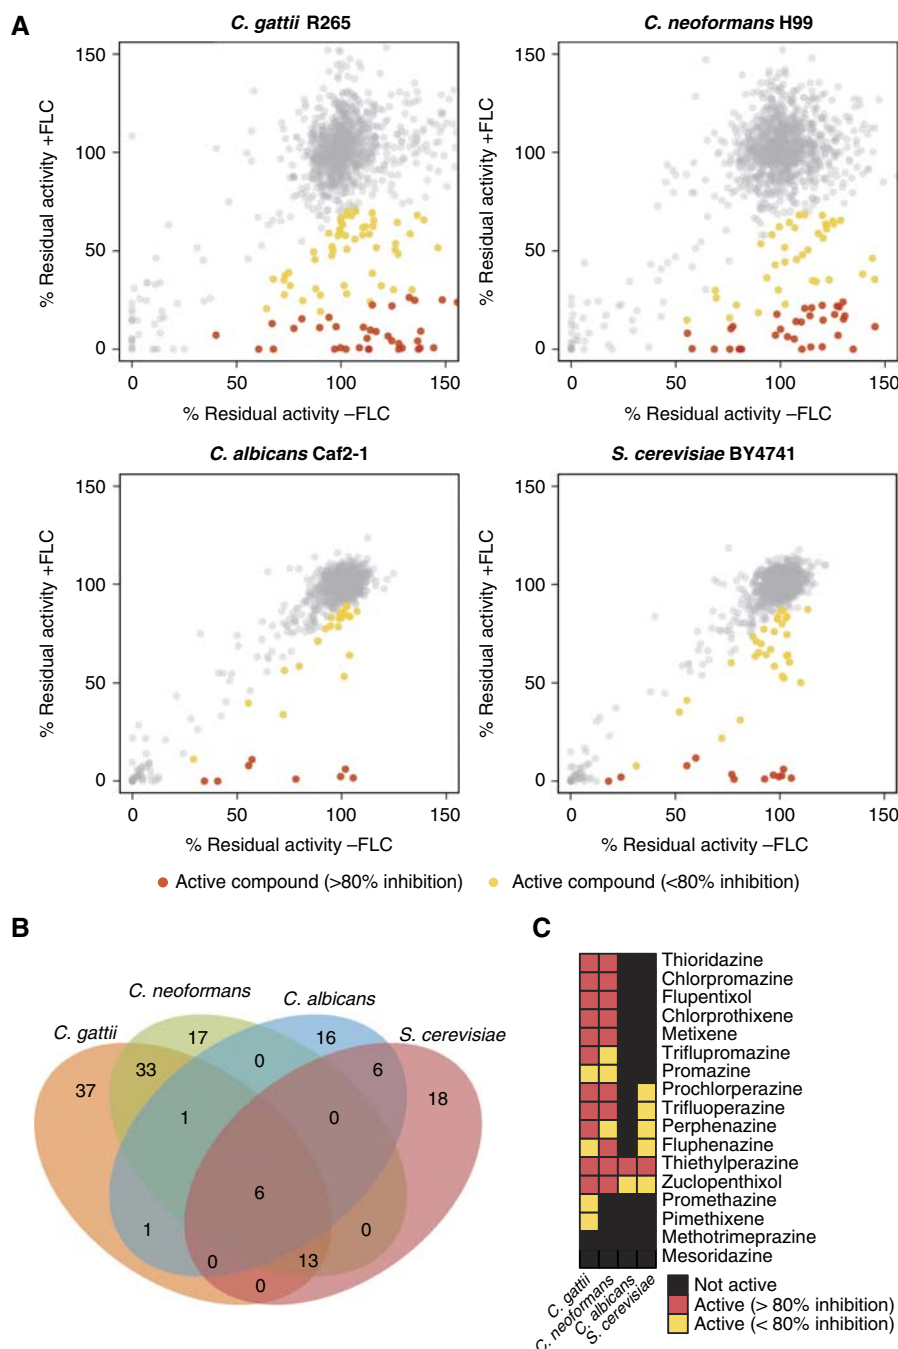 A
C. gattii R265
C. neoformans H99
150
100
50
0
% Residual activity +FLC
0 50 100 150
% Residual activity –FLC
150
100
50
0
% Residual activity +FLC
0 50 100 150
% Residual activity –FLC
C. albicans Caf2-1
S. cerevisiae BY4741
150
100
50
0
% Residual activity +FLC
0 50 100 150
% Residual activity –FLC
150
100
50
0
% Residual activity +FLC
0 50 100 150
% Residual activity –FLC
Active compound (>80% inhibition)
Active compound (<80% inhibition)
B
C. gattii
C. neoformans
C. albicans
S. cerevisiae
37
33
17
0
16
6
18
1
0
6
1
0
0
13
0
C
Thioridazine
Chlorpromazine
Flupentixol
Chlorprothixene
Metixene
Triflupromazine
Promazine
Prochlorperazine
Trifluoperazine
Perphenazine
Fluphenazine
Thiethylperazine
Zuclopenthixol
Promethazine
Pimethixene
Methotrimeprazine
Mesoridazine
C. gattii
C. neoformans
C. albicans
S. cerevisiae
Not active
Active (> 80% inhibition)
Active (< 80% inhibition)